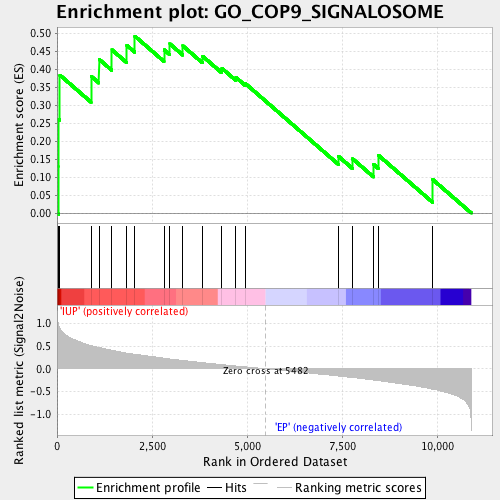 Enrichment plot: GO_COP9_SIGNALOSOME
Enrichment score (ES)
0.50
0.45
0.40
0.35
0.30
0.25
0.20
0.15
0.10
0.05
0.00
'IUP' (positively correlated)
Ranked list metric (Signal2Noise)
1.0
0.5
0.0
-0.5
-1.0
Zero cross at 5482
'EP' (negatively correlated)
0
2,500
5,000
7,500
10,000
Rank in Ordered Dataset
Enrichment profile
Hits
Ranking metric scores